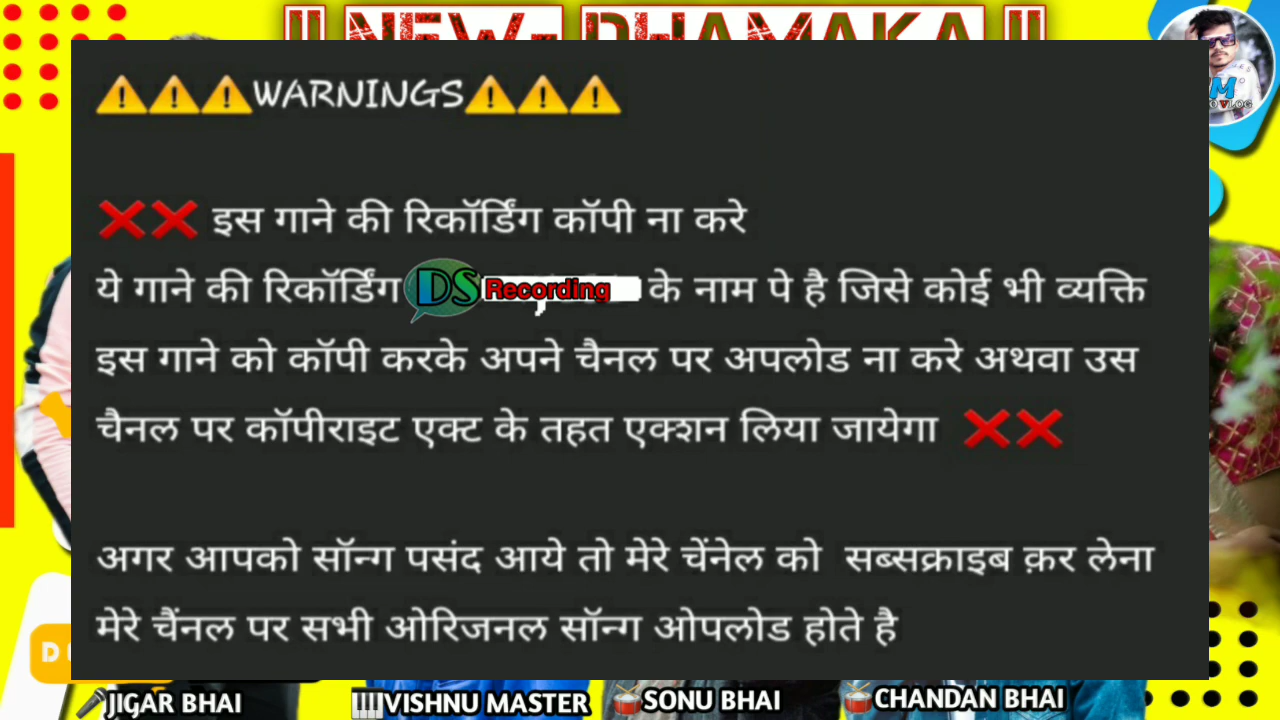 !! NEW DHAMAKA !!
⚠️⚠️⚠️WARNINGS⚠️⚠️⚠️
❌❌ इस गाने की रिकॉर्डिंग कॉपी ना करे
ये गाने की रिकॉर्डिंग DS Recording के नाम पे है जिसे कोई भी व्यक्ति
इस गाने को कॉपी करके अपने चैनल पर अपलोड ना करे अथवा उस
चैनल पर कॉपीराइट एक्ट के तहत एक्शन लिया जायेगा ❌❌
अगर आपको सॉन्ग पसंद आये तो मेरे चेंनेल को सब्सक्राइब क़र लेना
मेरे चैंनल पर सभी ओरिजनल सॉन्ग ओपलोड होते है
🎤JIGAR BHAI 🎹VISHNU MASTER 🥁SONU BHAI 🥁CHANDAN BHAI